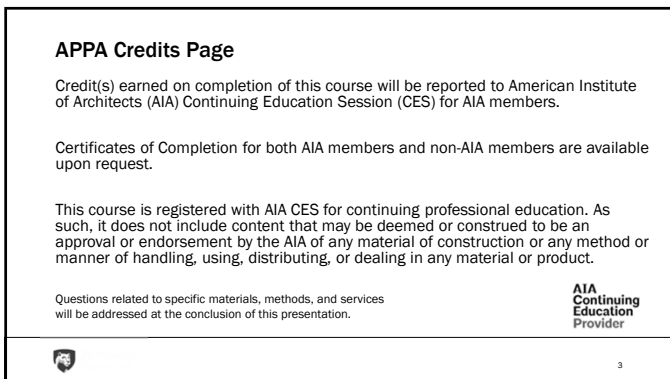 APPA Credits Page
Credit(s) earned on completion of this course will be reported to American Institute
of Architects (AIA) Continuing Education Session (CES) for AIA members.
Certificates of Completion for both AIA members and non-AIA members are available
upon request.
This course is registered with AIA CES for continuing professional education. As
such, it does not include content that may be deemed or construed to be an
approval or endorsement by the AIA of any material of construction or any method or
manner of handling, using, distributing, or dealing in any material or product.
Questions related to specific materials, methods, and services
will be addressed at the conclusion of this presentation.
AIA
Continuing
Education
Provider
3